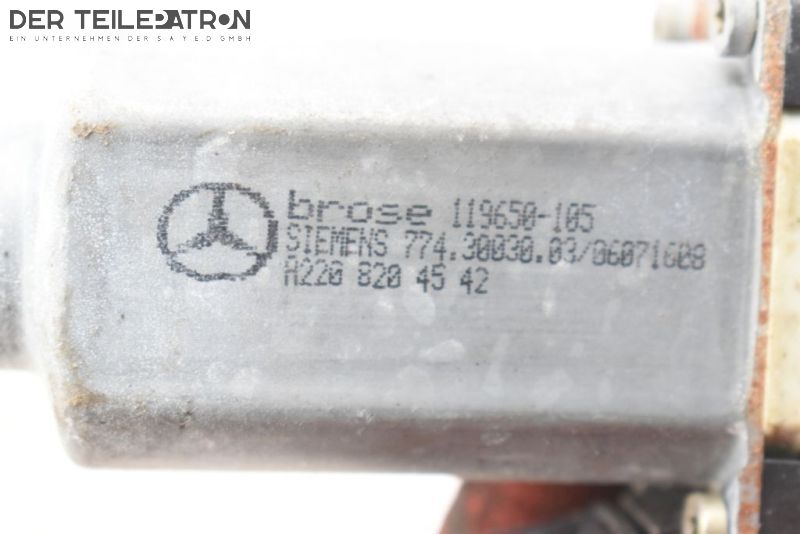 DER TEILEPATRON
EIN UNTERNEHMEN DER S A Y E.D GMBH
brose 119650-105
SIEMENS 774.30030.03/06071608
A220 820 45 42